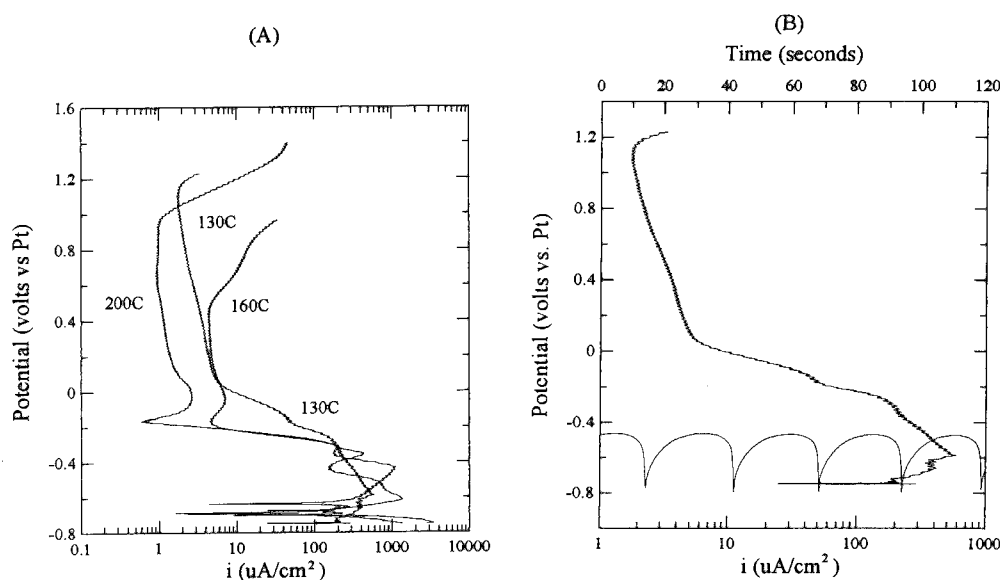 (A)
1.6
1.2
0.8
0.4
0
-0.4
-0.8
Potential (volts vs Pt)
130C
200C
160C
130C
0.1
1
10
100
1000
10000
i (uA/cm²)
(B)
Time (seconds)
0
20
40
60
80
100
120
1.2
0.8
0.4
0
-0.4
-0.8
Potential (volts vs. Pt)
1
10
100
1000
i (uA/cm²)